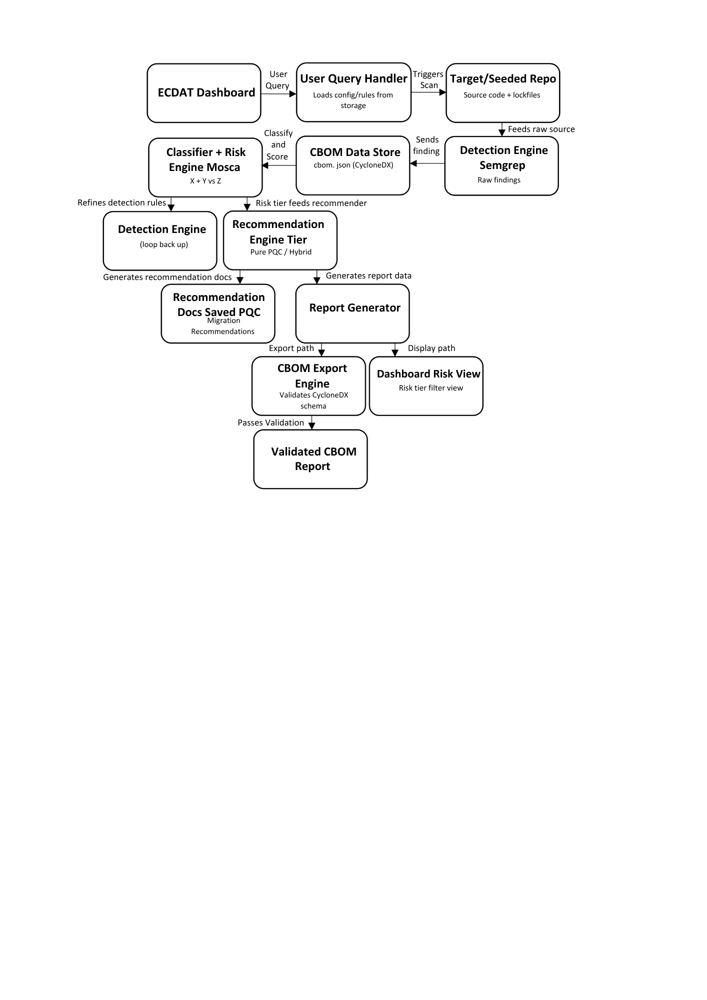 ECDAT Dashboard
User
Query
User Query Handler
Loads config/rules from
storage
Triggers
Scan
Target/Seeded Repo
Source code + lockfiles
Feeds raw source
Detection Engine
Semgrep
Raw findings
Sends
finding
CBOM Data Store
cbom. json (CycloneDX)
Classify
and
Score
Classifier + Risk
Engine Mosca
X + Y vs Z
Refines detection rules
Risk tier feeds recommender
Detection Engine
(loop back up)
Recommendation
Engine Tier
Pure PQC / Hybrid
Generates recommendation docs
Generates report data
Recommendation
Docs Saved PQC
Migration
Recommendations
Report Generator
Export path
Display path
CBOM Export
Engine
Validates CycloneDX
schema
Dashboard Risk View
Risk tier filter view
Passes Validation
Validated CBOM
Report